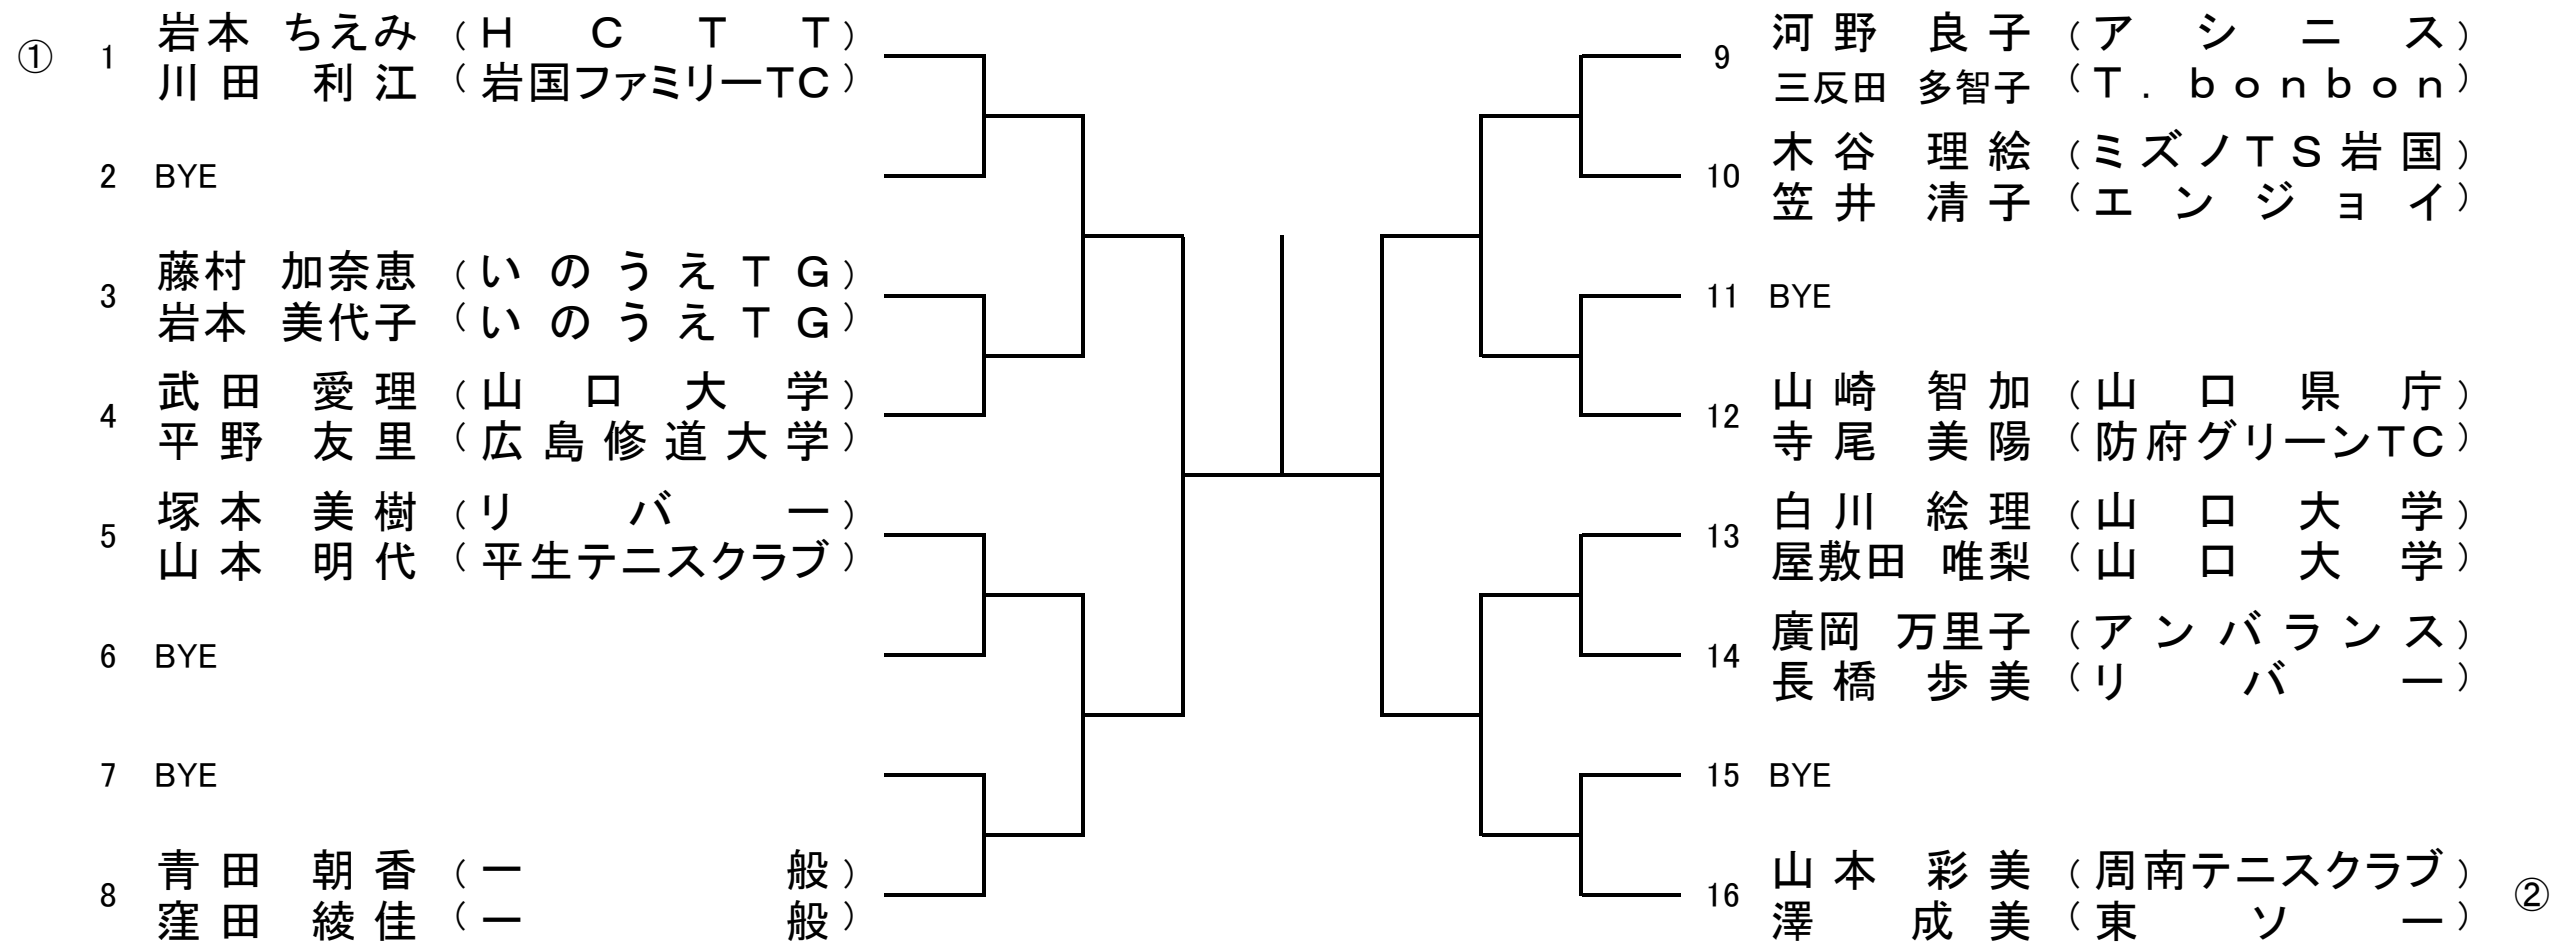 ① 1 岩本 ちえみ (HCTT)
川田 利江 (岩国ファミリーTC)
2 BYE
3 藤村 加奈恵 (いのうえTG)
岩本 美代子 (いのうえTG)
4 武田 愛理 (山口大学)
平野 友里 (広島修道大学)
5 塚本 美樹 (リバー)
山本 明代 (平生テニスクラブ)
6 BYE
7 BYE
8 青田 朝香 (一般)
窪田 綾佳 (一般)
9 河野 良子 (アシニス)
三反田 多智子 (T.bonbon)
10 木谷 理絵 (ミズノTS岩国)
笠井 清子 (エンジョイ)
11 BYE
12 山崎 智加 (山口県庁)
寺尾 美陽 (防府グリーンTC)
13 白川 絵理 (山口大学)
屋敷田 唯梨 (山口大学)
14 廣岡 万里子 (アンバランス)
長橋 歩美 (リバー)
15 BYE
16 山本 彩美 (周南テニスクラブ) ②
澤 成美 (東ソー)